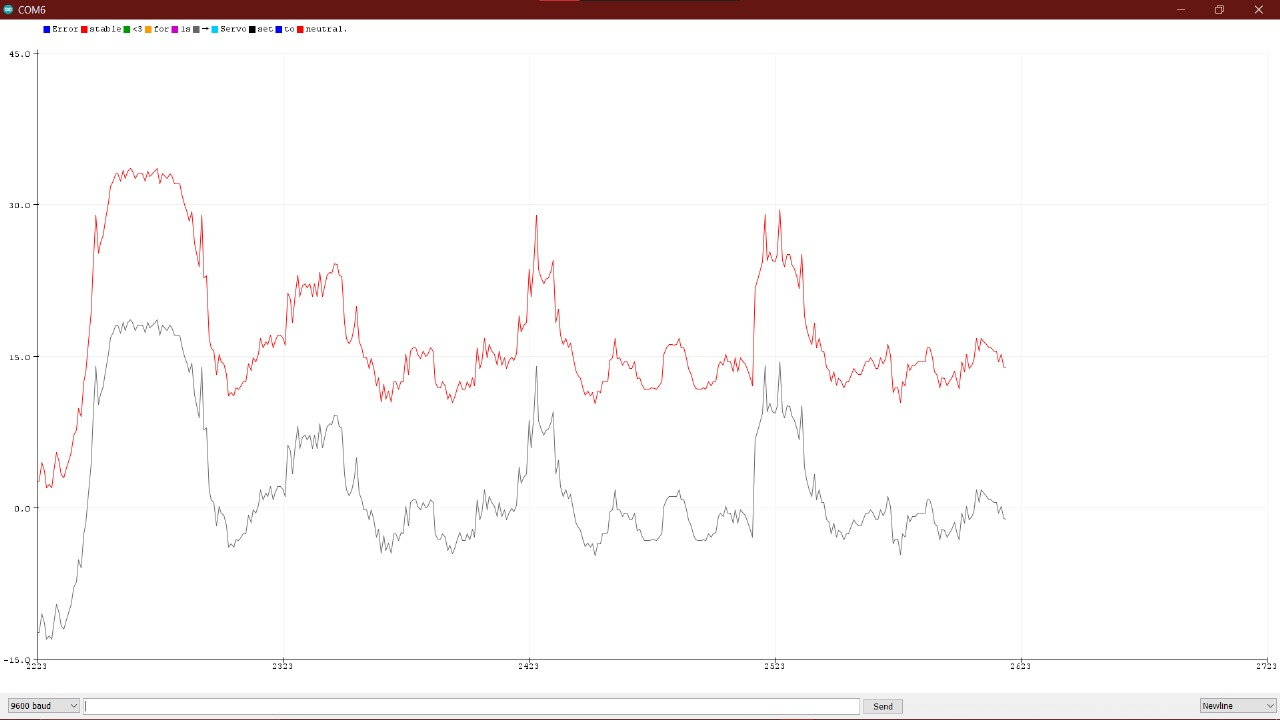 COM6
Error stable <3 for 1s → Servo set to neutral.
45.0
30.0
15.0
0.0
-15.0
2223 2323 2423 2523 2623 2723
9600 baud Send Newline